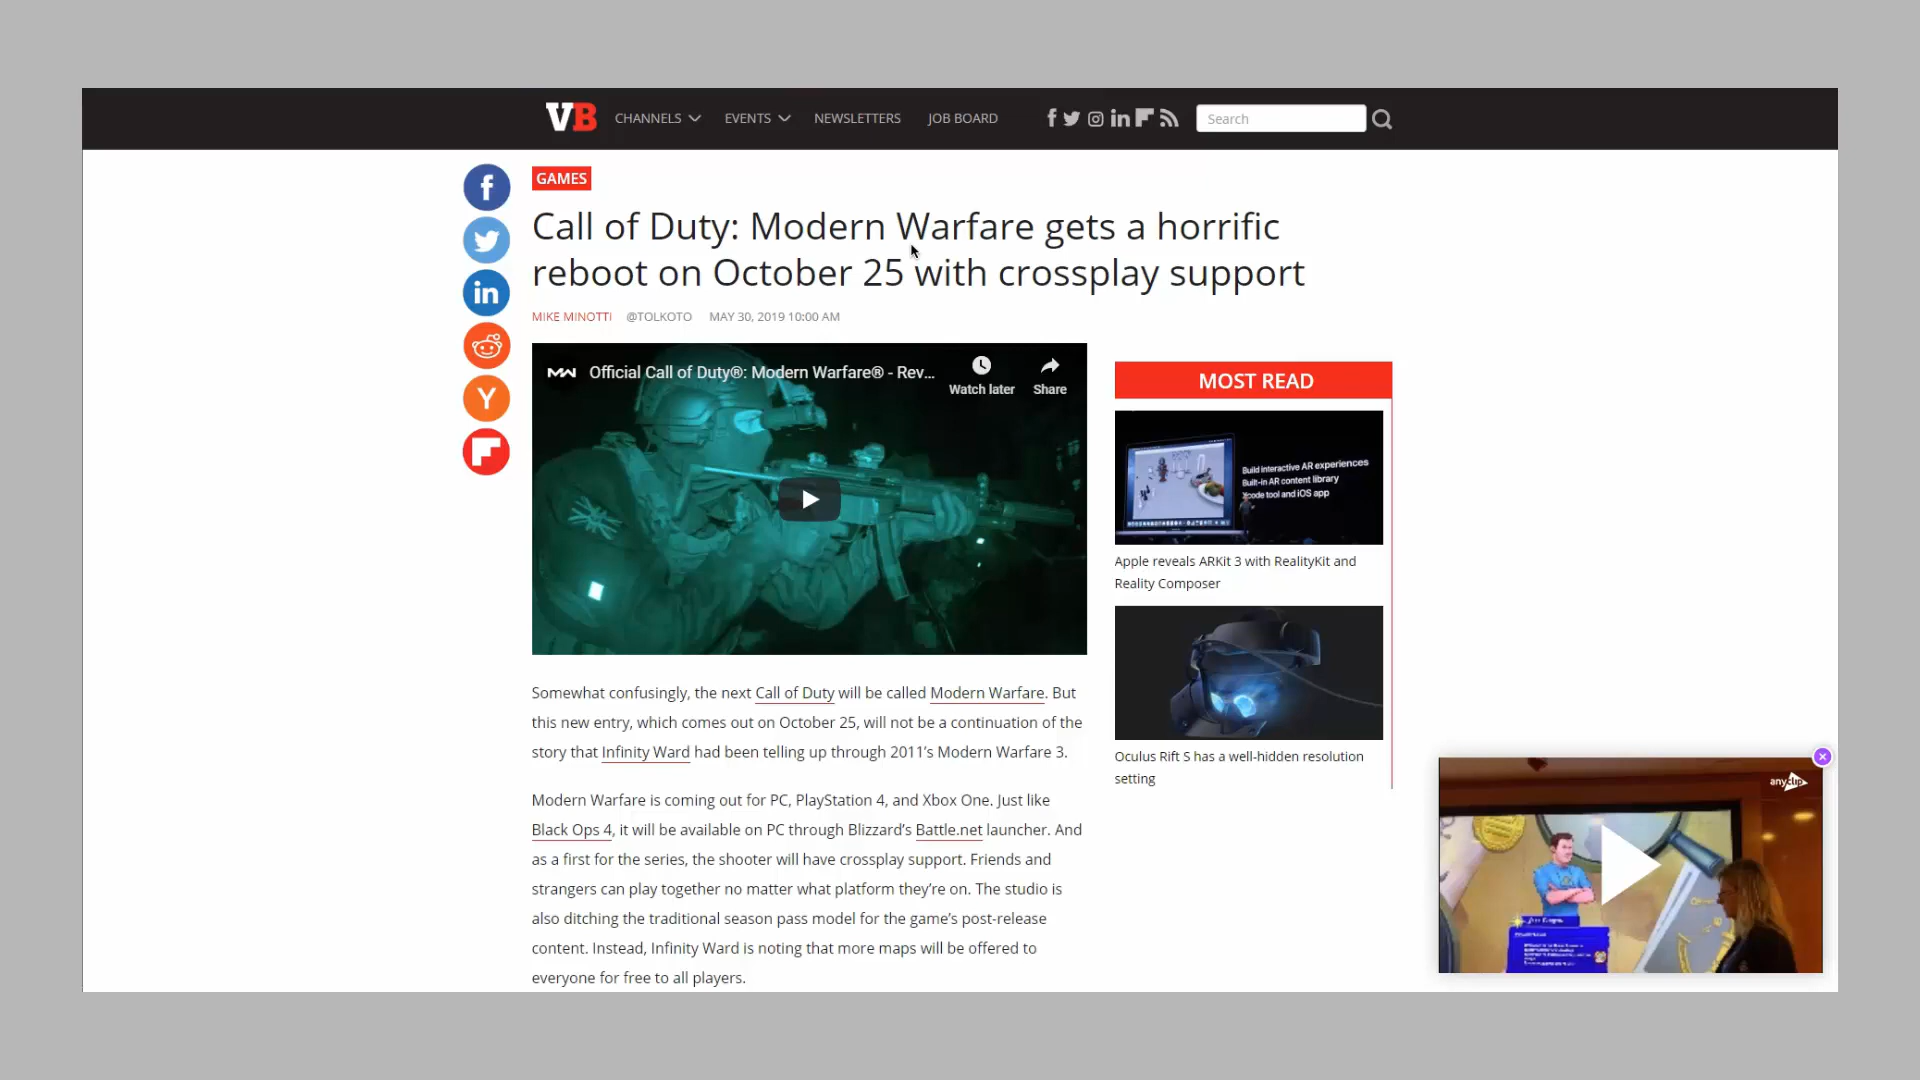 VB CHANNELS EVENTS NEWSLETTERS JOB BOARD Search
GAMES
Call of Duty: Modern Warfare gets a horrific
reboot on October 25 with crossplay support
MIKE MINOTTI @TOLKOTO MAY 30, 2019 10:00 AM
Official Call of Duty®: Modern Warfare® - Rev...
Watch later
Share
Somewhat confusingly, the next Call of Duty will be called Modern Warfare. But
this new entry, which comes out on October 25, will not be a continuation of the
story that Infinity Ward had been telling up through 2011's Modern Warfare 3.
Modern Warfare is coming out for PC, PlayStation 4, and Xbox One. Just like
Black Ops 4, it will be available on PC through Blizzard's Battle.net launcher. And
as a first for the series, the shooter will have crossplay support. Friends and
strangers can play together no matter what platform they're on. The studio is
also ditching the traditional season pass model for the game's post-release
content. Instead, Infinity Ward is noting that more maps will be offered to
everyone for free to all players.
MOST READ
Build interactive AR experiences
Built-in AR content library
Xcode tool and iOS app
Apple reveals ARKit 3 with RealityKit and
Reality Composer
Oculus Rift S has a well-hidden resolution
setting
anyclip